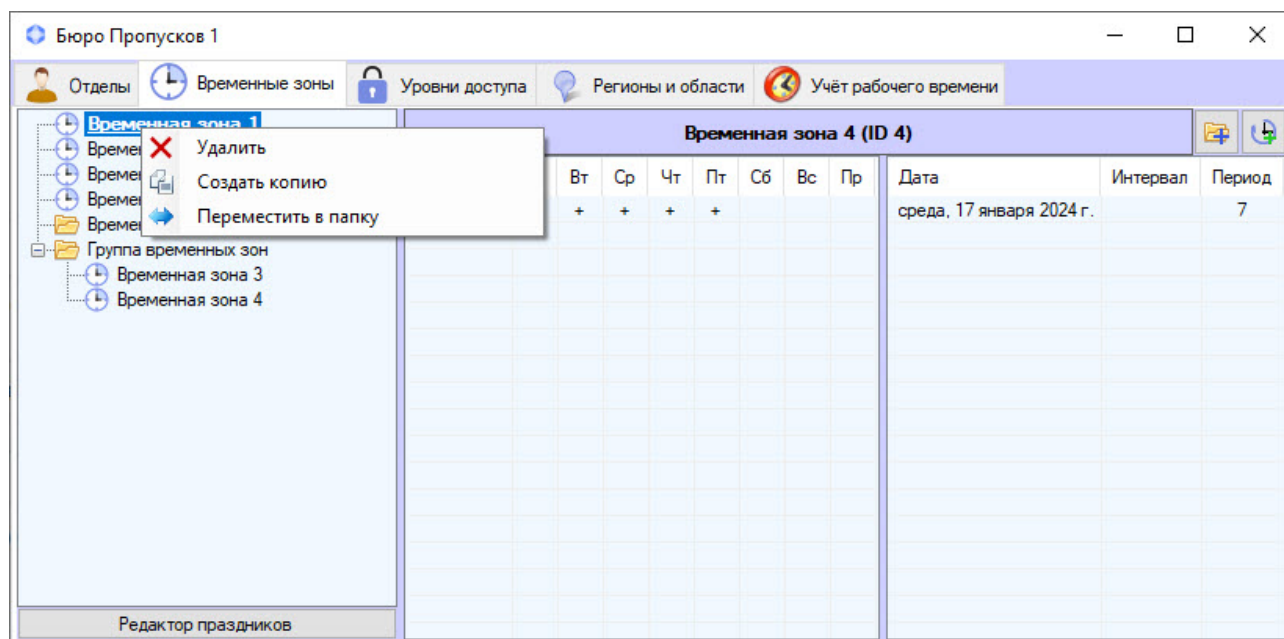 Бюро Пропусков 1
Отделы Временные зоны Уровни доступа Регионы и области Учёт рабочего времени
Временная зона 1
Удалить
Создать копию
Переместить в папку
Группа временных зон
Временная зона 3
Временная зона 4
Редактор праздников
Временная зона 4 (ID 4)
Вт Ср Чт Пт Сб Вс Пр
+ + + +
Дата Интервал Период
среда, 17 января 2024 г. 7